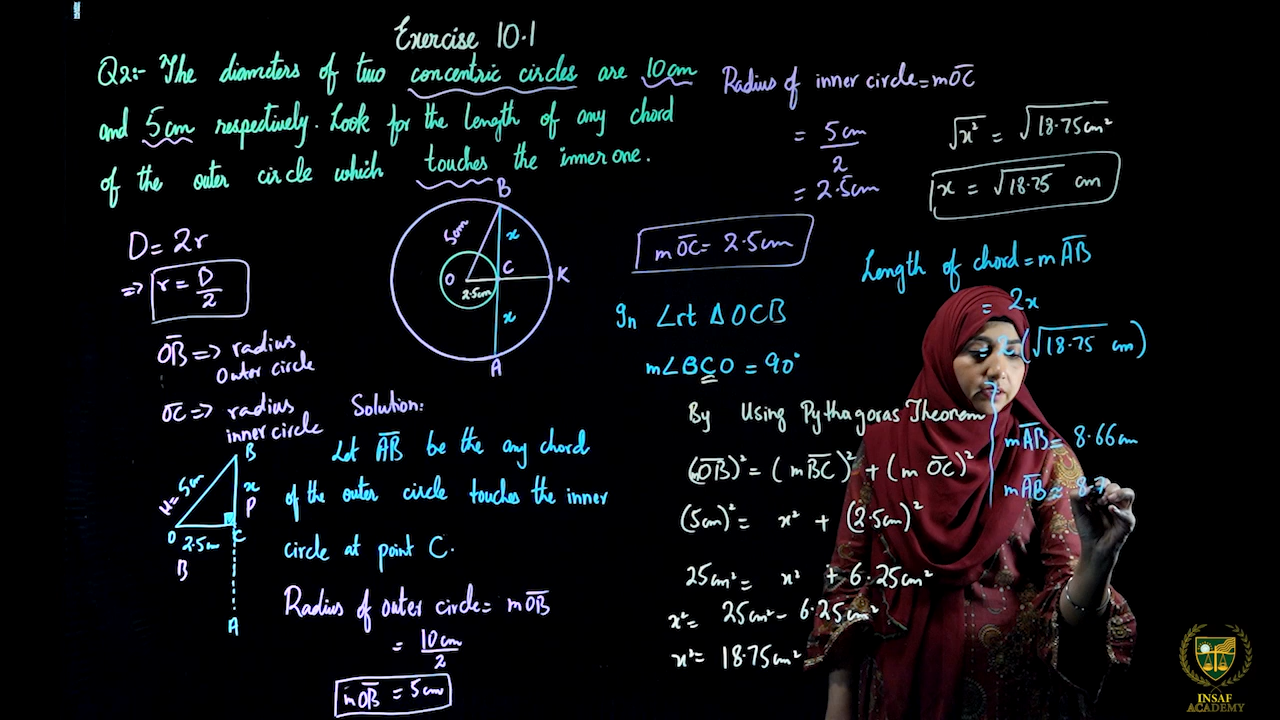 Exercise 10.1
Q2:- The diameters of two concentric circles are 10cm
and 5cm respectively. Look for the length of any chord
of the outer circle which touches the inner one.
D = 2r
=> r = D/2
OB => radius
Outer circle
OC => radius
inner circle
B
5cm
x
O
C
K
2.5cm
x
A
B
H = 5cm
x
P
O
2.5cm
C
B
A
Solution:
Let AB be the any chord
of the outer circle touches the inner
circle at point C.
Radius of outer circle = mOB
= 10cm/2
mOB = 5cm
Radius of inner circle = mOC
= 5cm/2
= 2.5cm
mOC = 2.5cm
In ∠rt ΔOCB
m∠BCO = 90°
By Using Pythagoras Theorem
(mOB)² = (mBC)² + (mOC)²
(5cm)² = x² + (2.5cm)²
25cm² = x² + 6.25cm²
x² = 25cm² - 6.25cm²
x² = 18.75cm²
√x² = √18.75cm²
x = √18.75 cm
Length of chord = mAB
= 2x
= (√18.75 cm)
mAB = 8.66cm
mAB ≈ 8.7
INSAF
ACADEMY